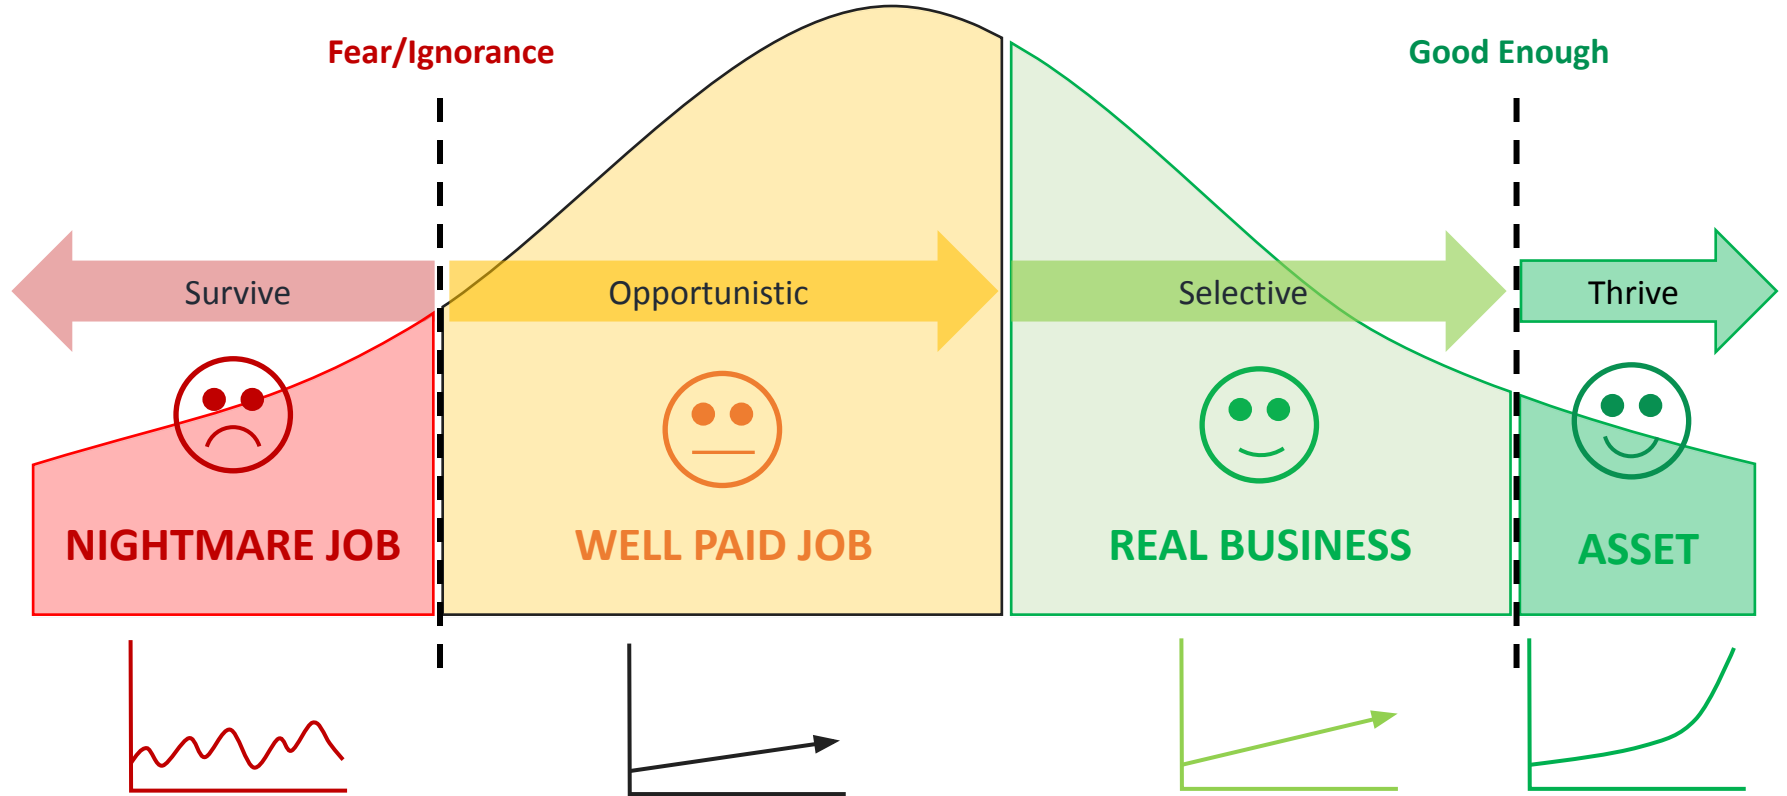 Fear/Ignorance
Good Enough
Survive
Opportunistic
Selective
Thrive
NIGHTMARE JOB
WELL PAID JOB
REAL BUSINESS
ASSET